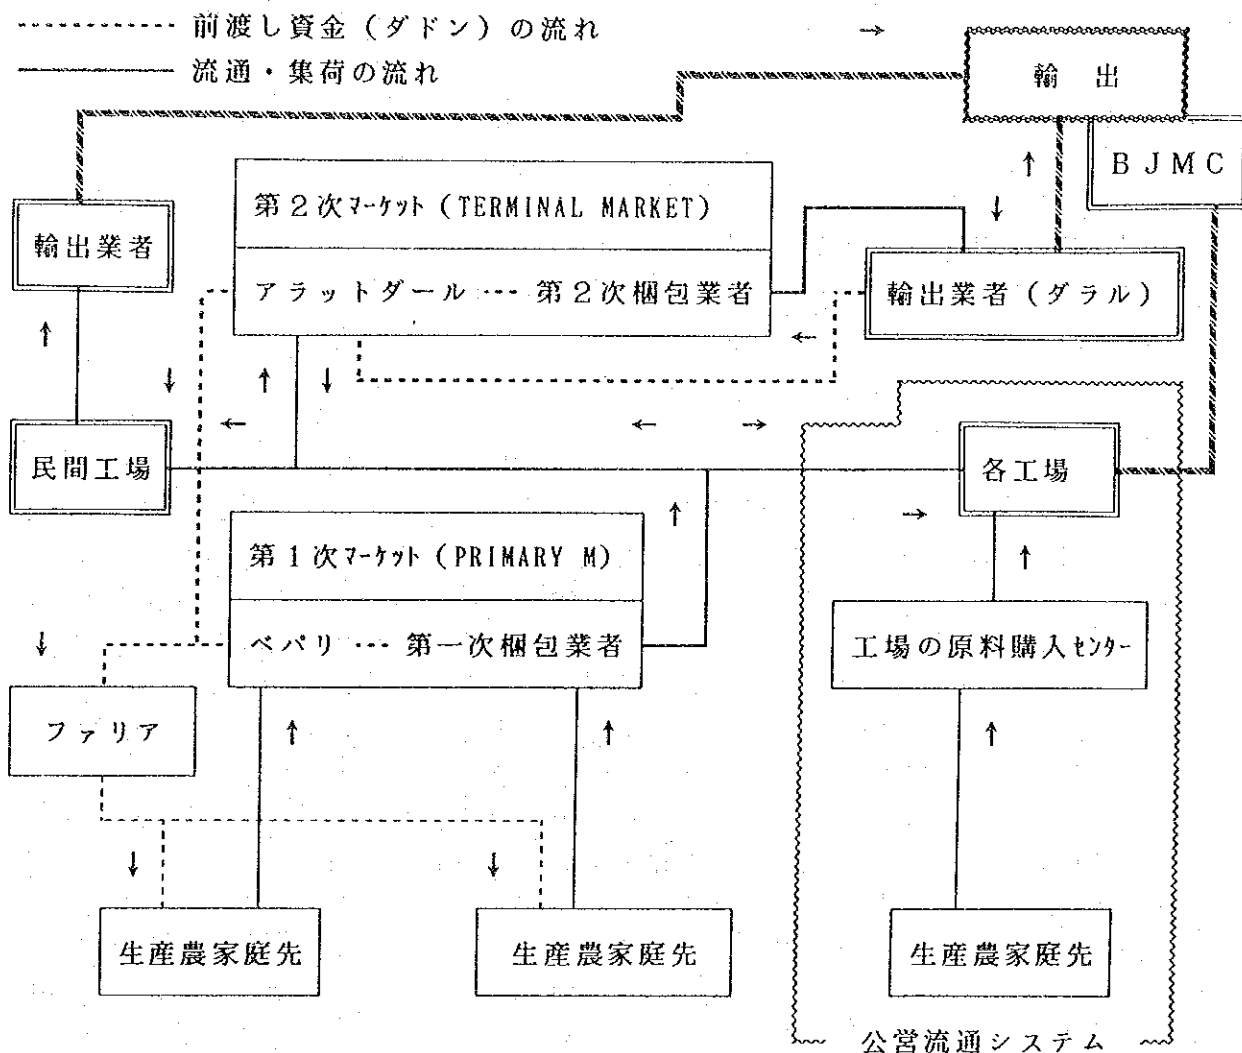 前渡し資金（ダドン）の流れ
流通・集荷の流れ
輸出
BJMC
第２次マーケット（TERMINAL MARKET）
輸出業者
アラットダール … 第２次梱包業者
輸出業者（ダラル）
民間工場
各工場
第１次マーケット（PRIMARY M）
ベパリ … 第一次梱包業者
工場の原料購入センター
ファリア
生産農家庭先
生産農家庭先
生産農家庭先
公営流通システム